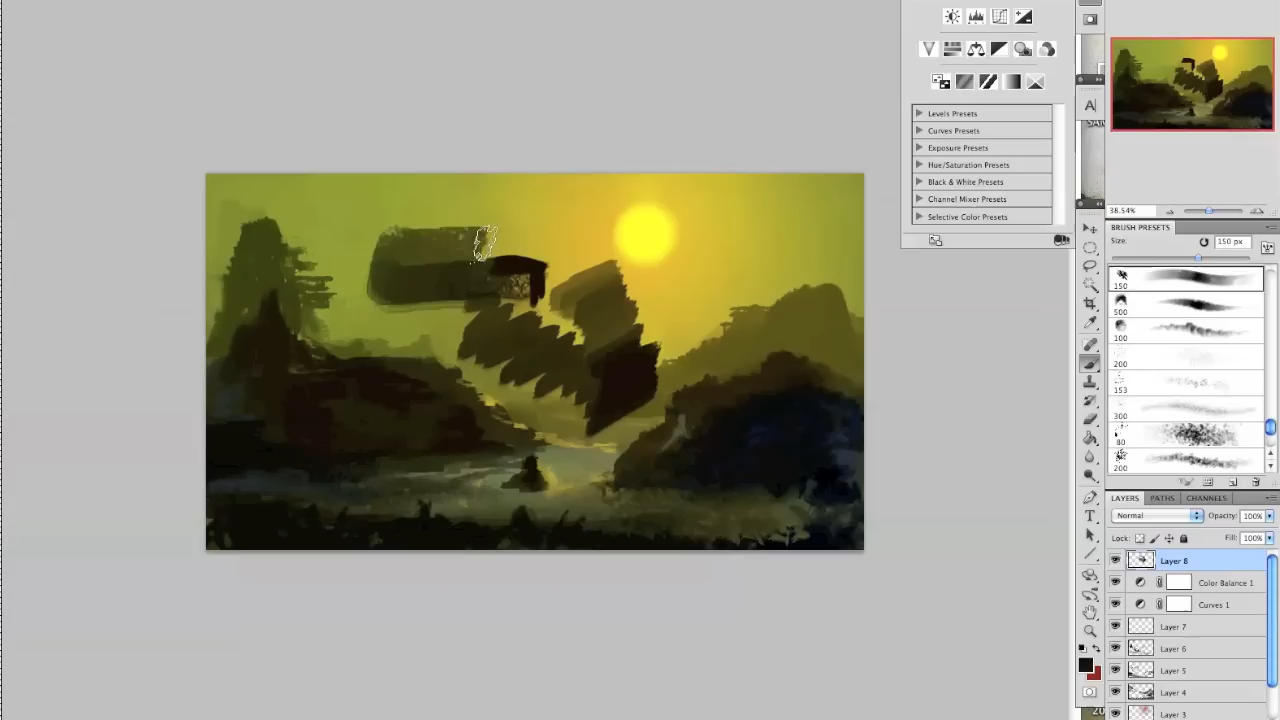 Levels Presets
Curves Presets
Exposure Presets
Hue/Saturation Presets
Black & White Presets
Channel Mixer Presets
Selective Color Presets
A
38.54%
BRUSH PRESETS
Size: 150 px
150
500
100
200
153
300
80
200
LAYERS PATHS CHANNELS
Normal Opacity: 100%
Lock: Fill: 100%
Layer 8
Color Balance 1
Curves 1
Layer 7
Layer 6
Layer 5
Layer 4
Layer 3
T